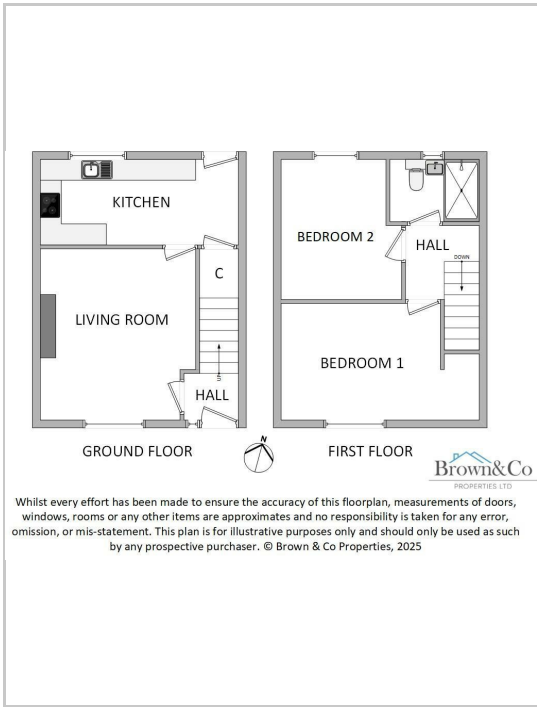 KITCHEN
C
LIVING ROOM
HALL
GROUND FLOOR
BEDROOM 2
HALL
DOWN
BEDROOM 1
FIRST FLOOR
N
Brown&Co
PROPERTIES LTD
Whilst every effort has been made to ensure the accuracy of this floorplan, measurements of doors,
windows, rooms or any other items are approximates and no responsibility is taken for any error,
omission, or mis-statement. This plan is for illustrative purposes only and should only be used as such
by any prospective purchaser. © Brown & Co Properties, 2025